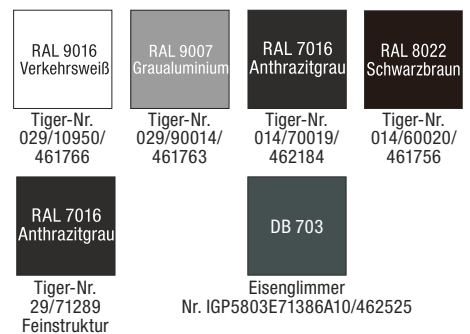 RAL 9016
Verkehrsweiß
Tiger-Nr.
029/10950/
461766
RAL 9007
Graualuminium
Tiger-Nr.
029/90014/
461763
RAL 7016
Anthrazitgrau
Tiger-Nr.
014/70019/
462184
RAL 8022
Schwarzbraun
Tiger-Nr.
014/60020/
461756
RAL 7016
Anthrazitgrau
Tiger-Nr.
29/71289
Feinstruktur
DB 703
Eisenglimmer
Nr. IGP5803E71386A10/462525